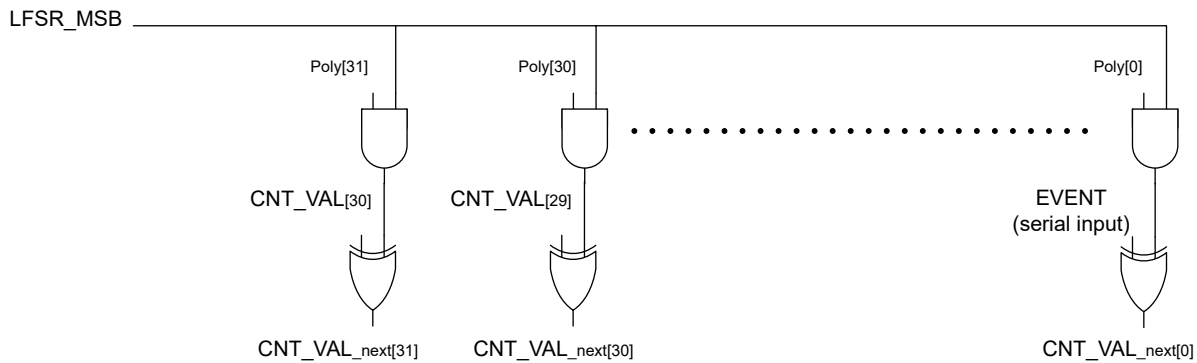 LFSR_MSB
Poly[31]
Poly[30]
Poly[0]
CNT_VAL[30]
CNT_VAL[29]
EVENT
(serial input)
CNT_VAL_next[31]
CNT_VAL_next[30]
CNT_VAL_next[0]